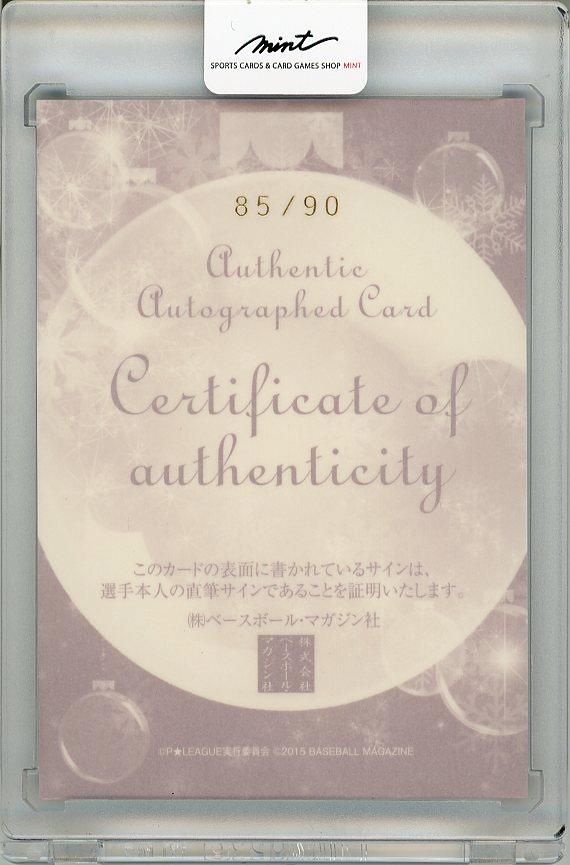 mint
SPORTS CARDS & CARD GAMES SHOP MINT
85/90
Authentic
Autographed Card
Certificate of
authenticity
このカードの表面に書かれているサインは、
選手本人の直筆サインであることを証明いたします。
㈱ベースボール・マガジン社
株式会社
ベースボール
マガジン社
©P★LEAGUE実行委員会 ©2015 BASEBALL MAGAZINE